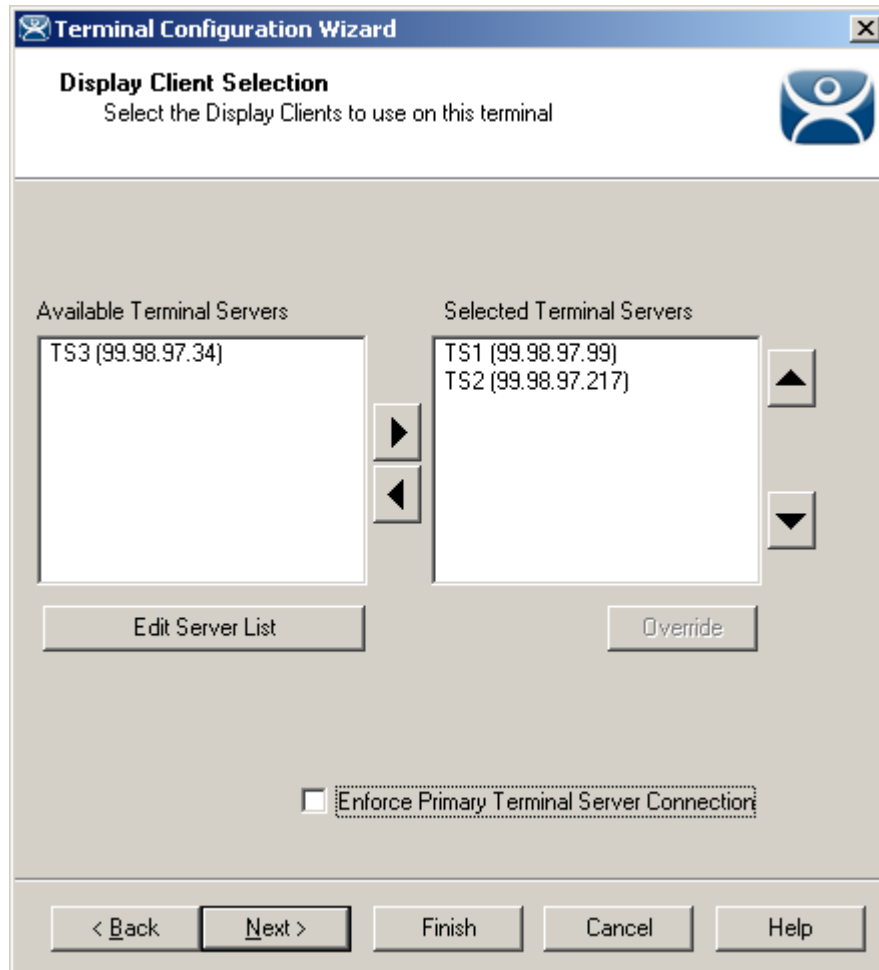 Terminal Configuration Wizard
Display Client Selection
Select the Display Clients to use on this terminal
Available Terminal Servers
TS3 (99.98.97.34)
Selected Terminal Servers
TS1 (99.98.97.99)
TS2 (99.98.97.217)
Edit Server List
Override
Enforce Primary Terminal Server Connection
< Back
Next >
Finish
Cancel
Help